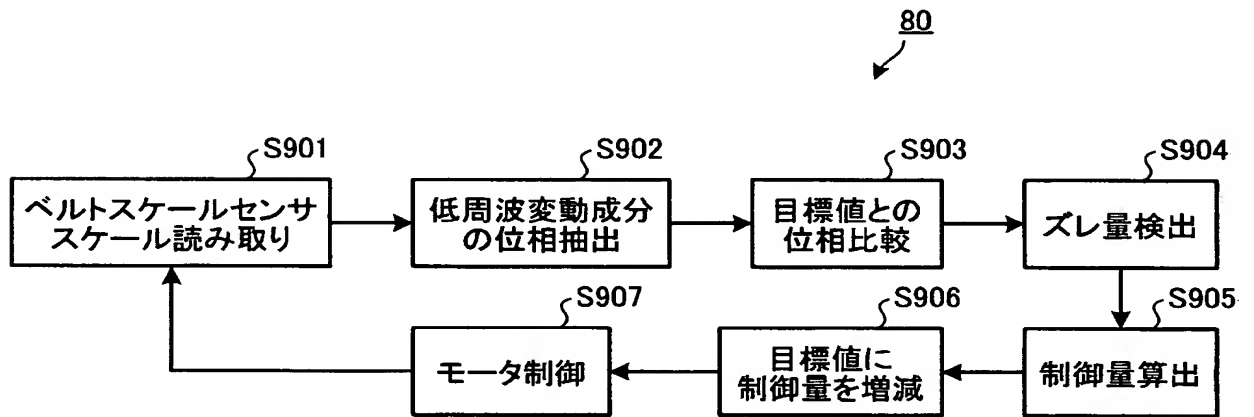 80
S901
ベルトスケールセンサ
スケール読み取り
S902
低周波変動成分
の位相抽出
S903
目標値との
位相比較
S904
ズレ量検出
S905
制御量算出
S906
目標値に
制御量を増減
S907
モータ制御